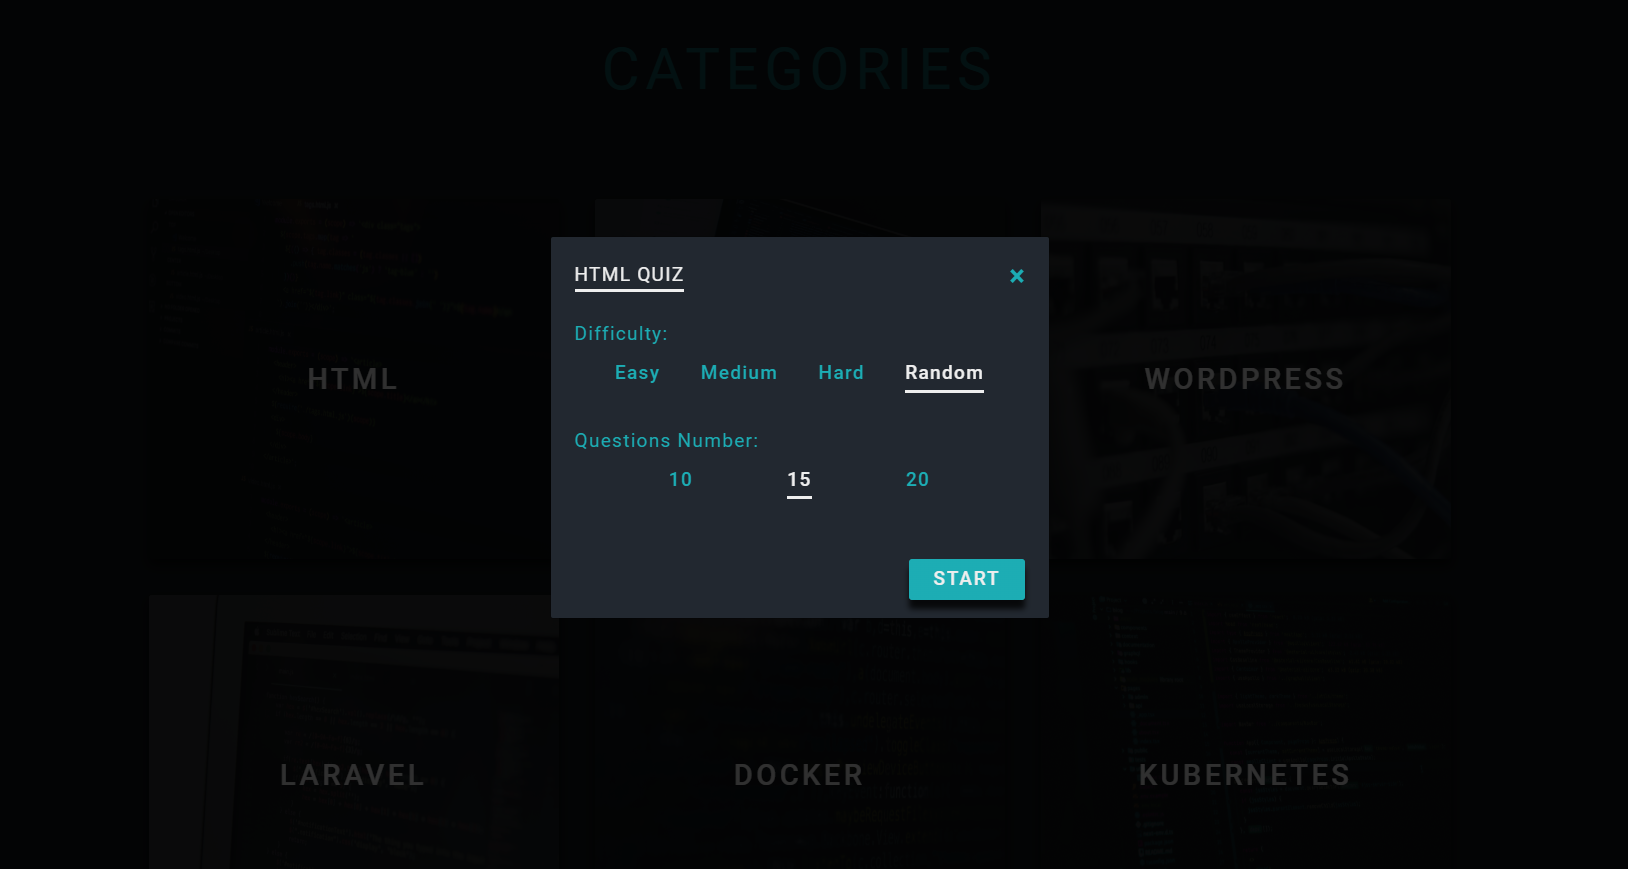 CATEGORIES
HTML QUIZ ×
Difficulty:
Easy Medium Hard Random
Questions Number:
10 15 20
START
HTML
WORDPRESS
LARAVEL
DOCKER
KUBERNETES